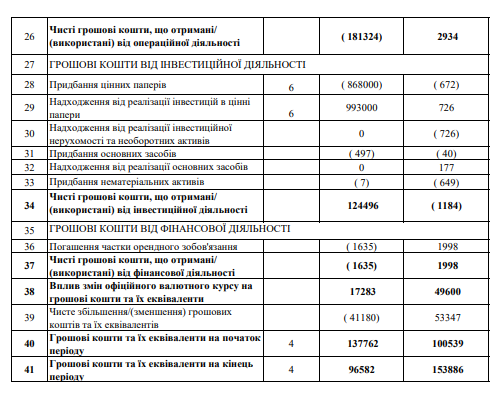 26 Чисті грошові кошти, що отримані/ (181324) 2934
(використані) від операційної діяльності
27 ГРОШОВІ КОШТИ ВІД ІНВЕСТИЦІЙНОЇ ДІЯЛЬНОСТІ
28 Придбання цінних паперів 6 (868000) (672)
29 Надходження від реалізації інвестицій в цінні 6 993000 726
папери
30 Надходження від реалізації інвестиційної 0 (726)
нерухомості та необоротних активів
31 Придбання основних засобів (497) (40)
32 Надходження від реалізації основних засобів 0 177
33 Придбання нематеріальних активів (7) (649)
34 Чисті грошові кошти, що отримані/ 124496 (1184)
(використані) від інвестиційної діяльності
35 ГРОШОВІ КОШТИ ВІД ФІНАНСОВОЇ ДІЯЛЬНОСТІ
36 Погашення частки орендного зобов'язання (1635) 1998
37 Чисті грошові кошти, що отримані/ (1635) 1998
(використані) від фінансової діяльності
38 Вплив змін офіційного валютного курсу на 17283 49600
грошові кошти та їх еквіваленти
39 Чисте збільшення/(зменшення) грошових (41180) 53347
коштів та їх еквівалентів
40 Грошові кошти та їх еквіваленти на початок 4 137762 100539
періоду
41 Грошові кошти та їх еквіваленти на кінець 4 96582 153886
періоду